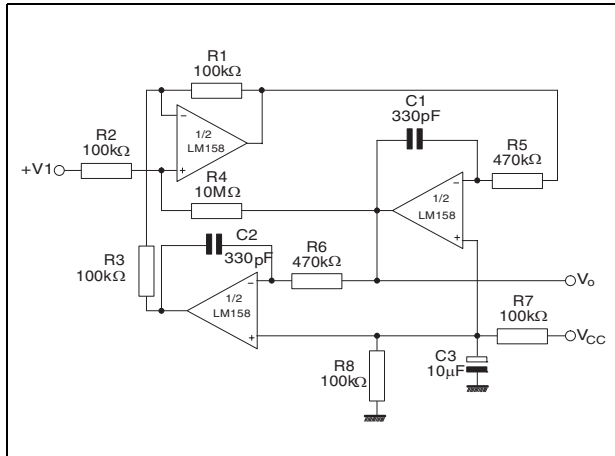 R1
100kΩ
C1
330pF
R2
100kΩ
−
1/2
LM158
+
R5
470kΩ
+V1
R4
10MΩ
−
1/2
LM158
+
C2
330pF
R6
470kΩ
R3
100kΩ
−
1/2
LM158
+
Vo
R7
100kΩ
VCC
R8
100kΩ
C3
10µF